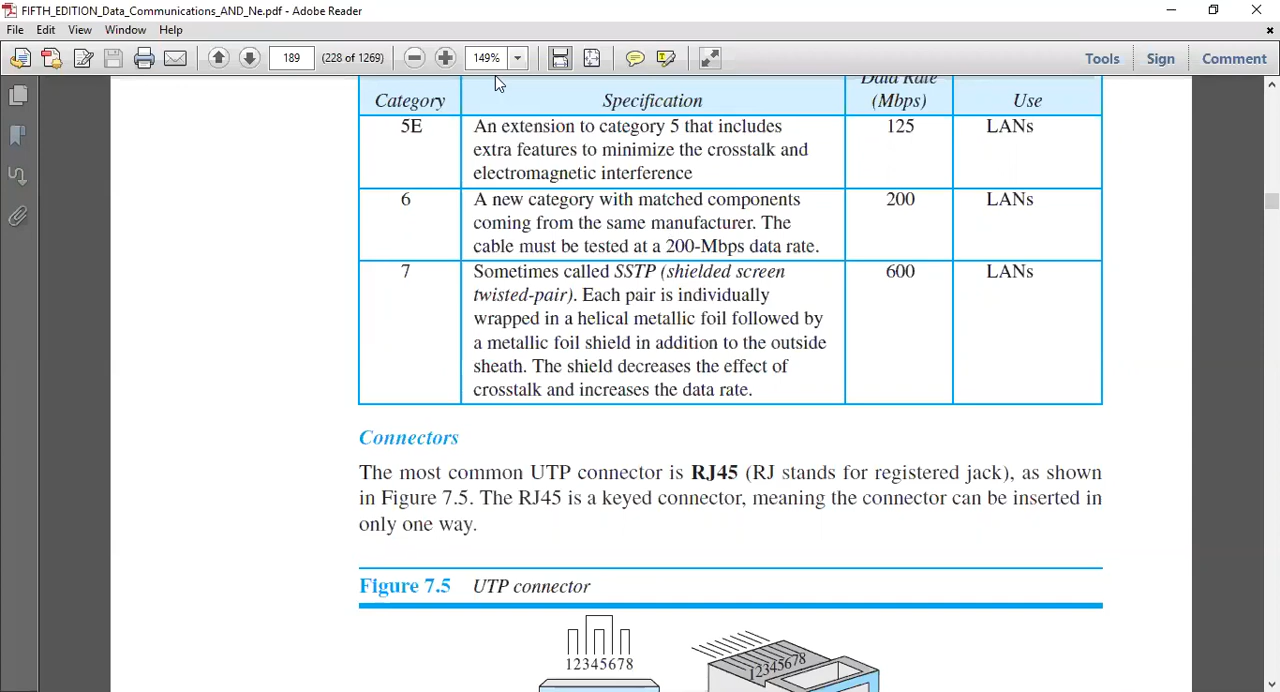 FIFTH_EDITION_Data_Communications_AND_Ne.pdf - Adobe Reader
File Edit View Window Help
189 (228 of 1269) 149% Tools Sign Comment
Data Rate
Category Specification (Mbps) Use
5E An extension to category 5 that includes 125 LANs
extra features to minimize the crosstalk and
electromagnetic interference
6 A new category with matched components 200 LANs
coming from the same manufacturer. The
cable must be tested at a 200-Mbps data rate.
7 Sometimes called SSTP (shielded screen 600 LANs
twisted-pair). Each pair is individually
wrapped in a helical metallic foil followed by
a metallic foil shield in addition to the outside
sheath. The shield decreases the effect of
crosstalk and increases the data rate.
Connectors
The most common UTP connector is RJ45 (RJ stands for registered jack), as shown
in Figure 7.5. The RJ45 is a keyed connector, meaning the connector can be inserted in
only one way.
Figure 7.5 UTP connector
12345678
12345678